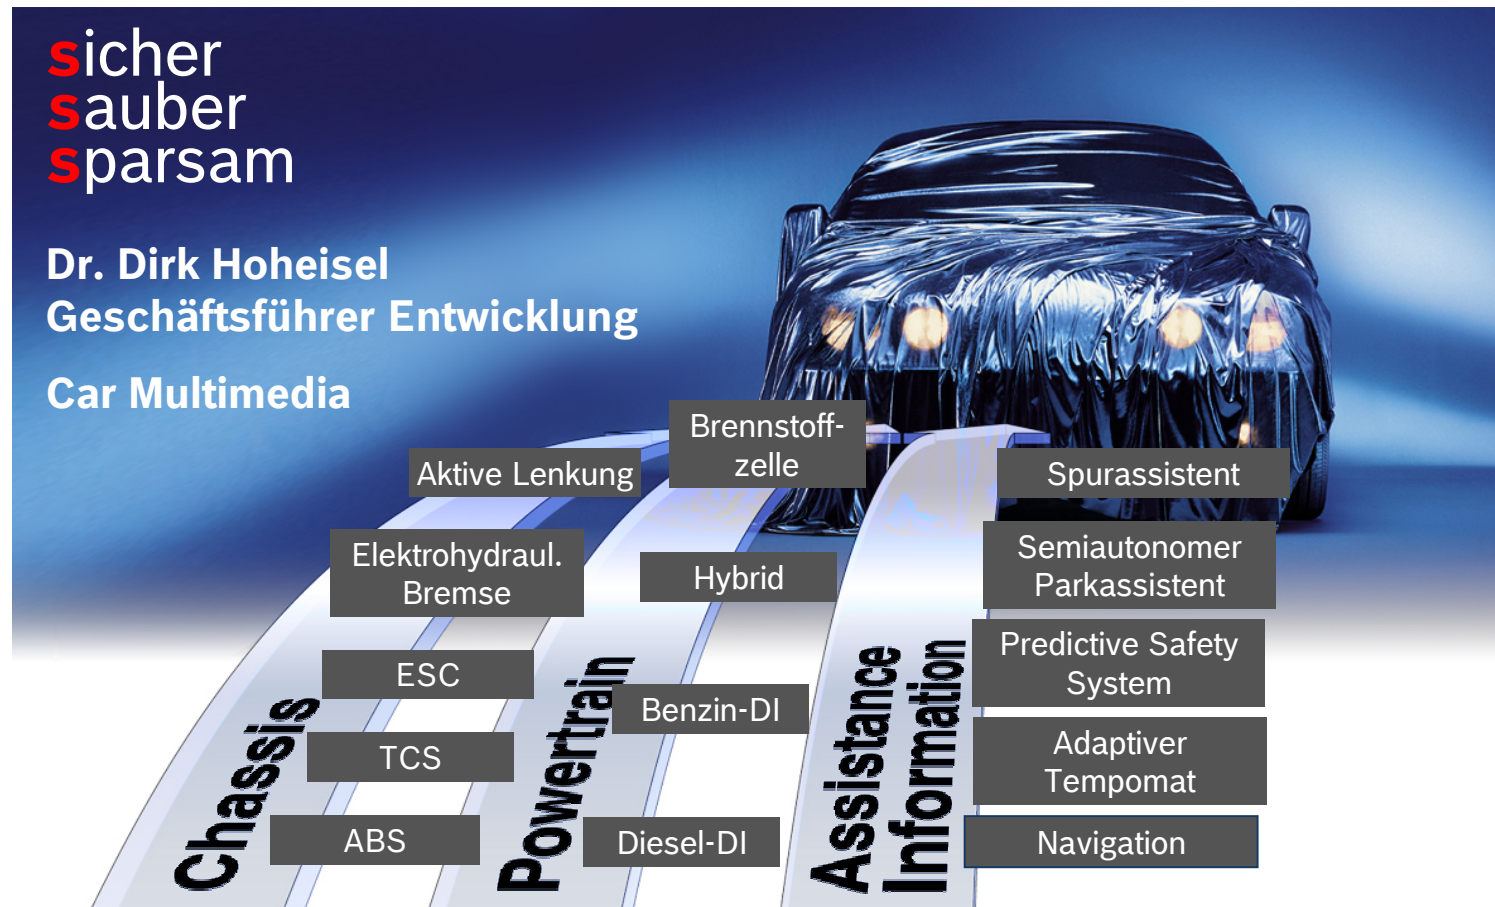 sicher
sauber
sparsam
Dr. Dirk Hoheisel
Geschäftsführer Entwicklung
Car Multimedia
Aktive Lenkung
Elektrohydraul.
Bremse
ESC
TCS
ABS
Chassis
Brennstoff-
zelle
Hybrid
Benzin-DI
Diesel-DI
Powertrain
Spurassistent
Semiautonomer
Parkassistent
Predictive Safety
System
Adaptiver
Tempomat
Navigation
Assistance
Information